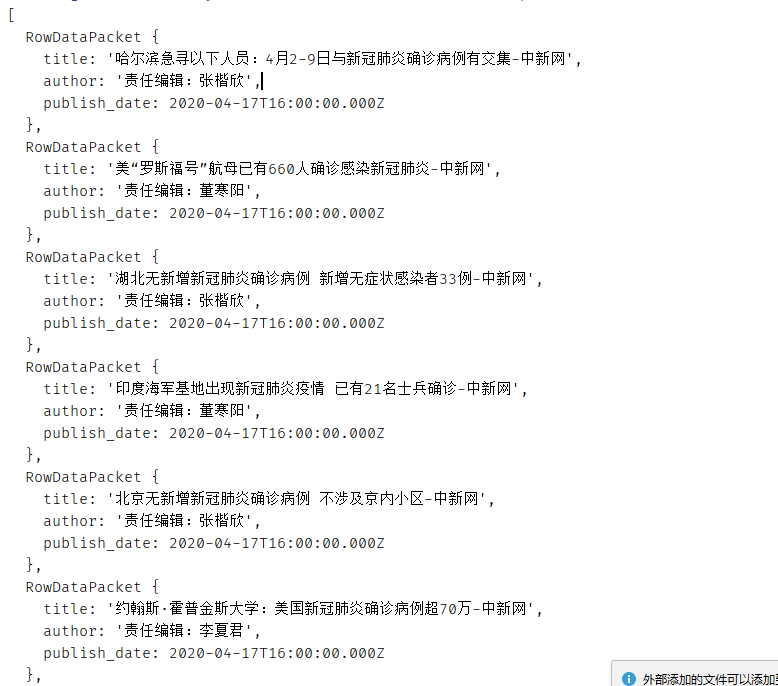 [
RowDataPacket {
title: '哈尔滨急寻以下人员：4月2-9日与新冠肺炎确诊病例有交集-中新网',
author: '责任编辑：张楷欣',
publish_date: 2020-04-17T16:00:00.000Z
},
RowDataPacket {
title: '美“罗斯福号”航母已有660人确诊感染新冠肺炎-中新网',
author: '责任编辑：董寒阳',
publish_date: 2020-04-17T16:00:00.000Z
},
RowDataPacket {
title: '湖北无新增新冠肺炎确诊病例 新增无症状感染者33例-中新网',
author: '责任编辑：张楷欣',
publish_date: 2020-04-17T16:00:00.000Z
},
RowDataPacket {
title: '印度海军基地出现新冠肺炎疫情 已有21名士兵确诊-中新网',
author: '责任编辑：董寒阳',
publish_date: 2020-04-17T16:00:00.000Z
},
RowDataPacket {
title: '北京无新增新冠肺炎确诊病例 不涉及京内小区-中新网',
author: '责任编辑：张楷欣',
publish_date: 2020-04-17T16:00:00.000Z
},
RowDataPacket {
title: '约翰斯·霍普金斯大学：美国新冠肺炎确诊病例超70万-中新网',
author: '责任编辑：李夏君',
publish_date: 2020-04-17T16:00:00.000Z
},
外部添加的文件可以添加至